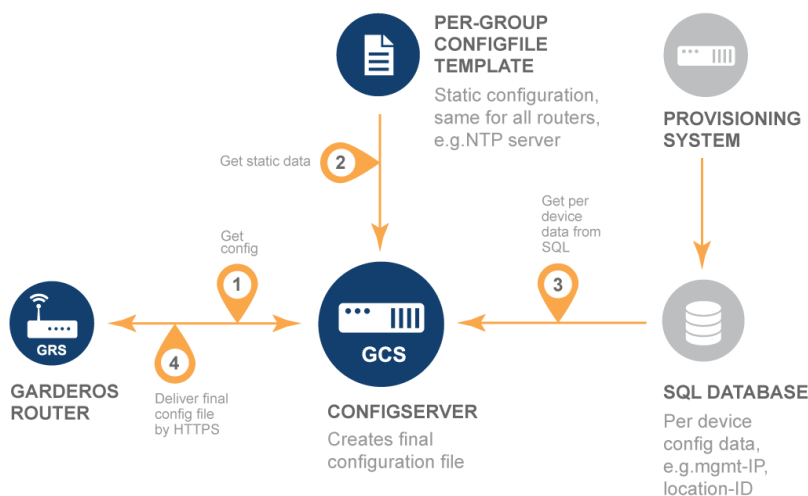 PER-GROUP
CONFIGFILE
TEMPLATE
Static configuration,
same for all routers,
e.g.NTP server
PROVISIONING
SYSTEM
Get static data
2
Get per
device
data from
SQL
Get
config
1
3
GRS
GCS
4
GARDEROS
ROUTER
Deliver final
config file
by HTTPS
CONFIGSERVER
Creates final
configuration file
SQL DATABASE
Per device
config data,
e.g.mgmt-IP,
location-ID